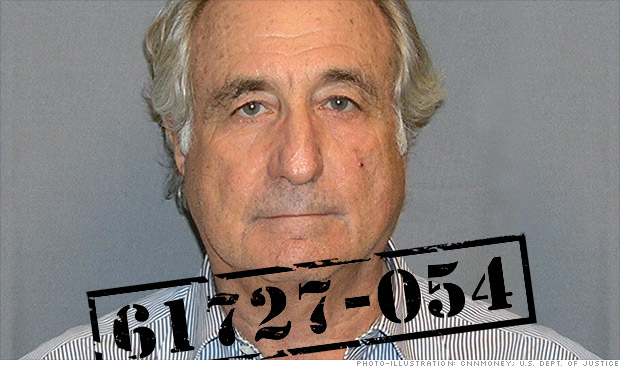 61727-054
PHOTO-ILLUSTRATION: CNNMONEY; U.S. DEPT. OF JUSTICE